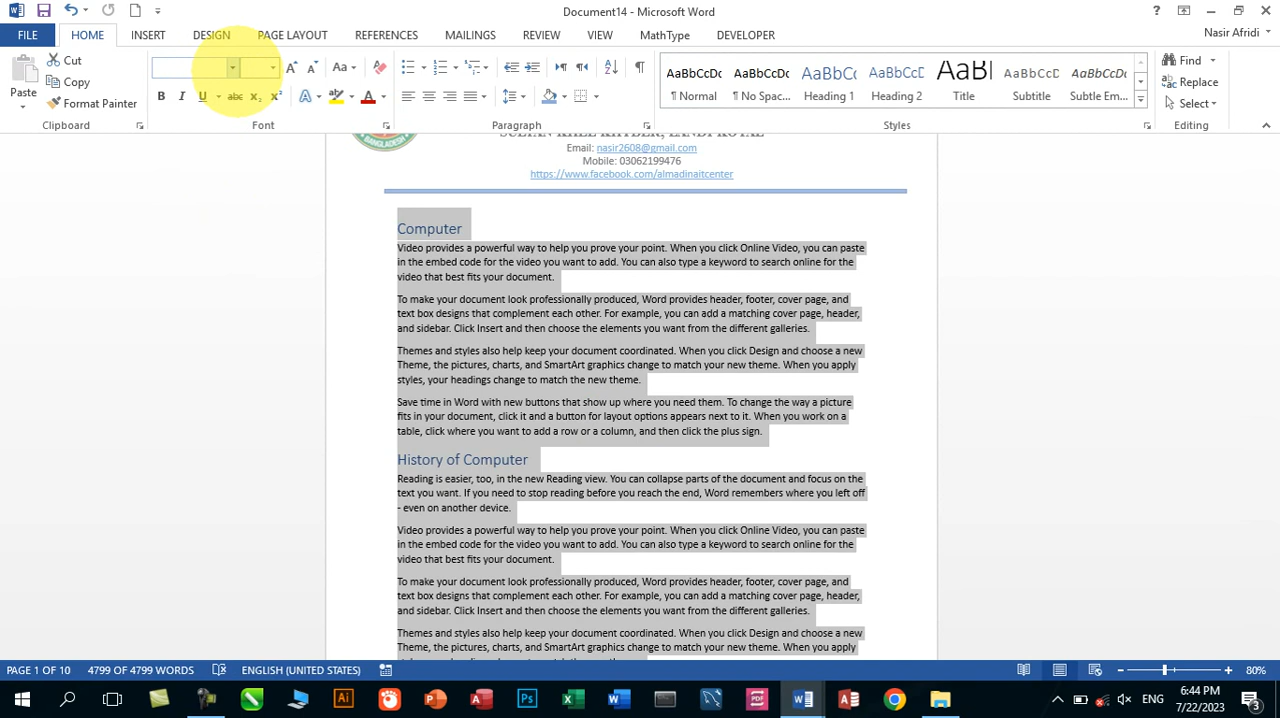 Document14 - Microsoft Word
?
FILE
HOME
INSERT
DESIGN
PAGE LAYOUT
REFERENCES
MAILINGS
REVIEW
VIEW
MathType
DEVELOPER
Nasir Afridi
Paste
Cut
Copy
Format Painter
Clipboard
Aa
B I U abc X₂ X² A A
Font
Paragraph
AaBbCcDc AaBbCcDc AaBbCc AaBbCcD AaBl AaBbCcD AaBbCcDc
¶ Normal
¶ No Spac...
Heading 1
Heading 2
Title
Subtitle
Subtle Em...
Styles
Find
Replace
Select
Editing
BANGLADESH
SULTAN KHEL KHYBER, LANDI KOTAL
Email: nasir2608@gmail.com
Mobile: 03062199476
https://www.facebook.com/almadinaitcenter
Computer
Video provides a powerful way to help you prove your point. When you click Online Video, you can paste
in the embed code for the video you want to add. You can also type a keyword to search online for the
video that best fits your document.
To make your document look professionally produced, Word provides header, footer, cover page, and
text box designs that complement each other. For example, you can add a matching cover page, header,
and sidebar. Click Insert and then choose the elements you want from the different galleries.
Themes and styles also help keep your document coordinated. When you click Design and choose a new
Theme, the pictures, charts, and SmartArt graphics change to match your new theme. When you apply
styles, your headings change to match the new theme.
Save time in Word with new buttons that show up where you need them. To change the way a picture
fits in your document, click it and a button for layout options appears next to it. When you work on a
table, click where you want to add a row or a column, and then click the plus sign.
History of Computer
Reading is easier, too, in the new Reading view. You can collapse parts of the document and focus on the
text you want. If you need to stop reading before you reach the end, Word remembers where you left off
- even on another device.
Video provides a powerful way to help you prove your point. When you click Online Video, you can paste
in the embed code for the video you want to add. You can also type a keyword to search online for the
video that best fits your document.
To make your document look professionally produced, Word provides header, footer, cover page, and
text box designs that complement each other. For example, you can add a matching cover page, header,
and sidebar. Click Insert and then choose the elements you want from the different galleries.
Themes and styles also help keep your document coordinated. When you click Design and choose a new
Theme, the pictures, charts, and SmartArt graphics change to match your new theme. When you apply
PAGE 1 OF 10
4799 OF 4799 WORDS
ENGLISH (UNITED STATES)
80%
ENG
6:44 PM
7/22/2023
3